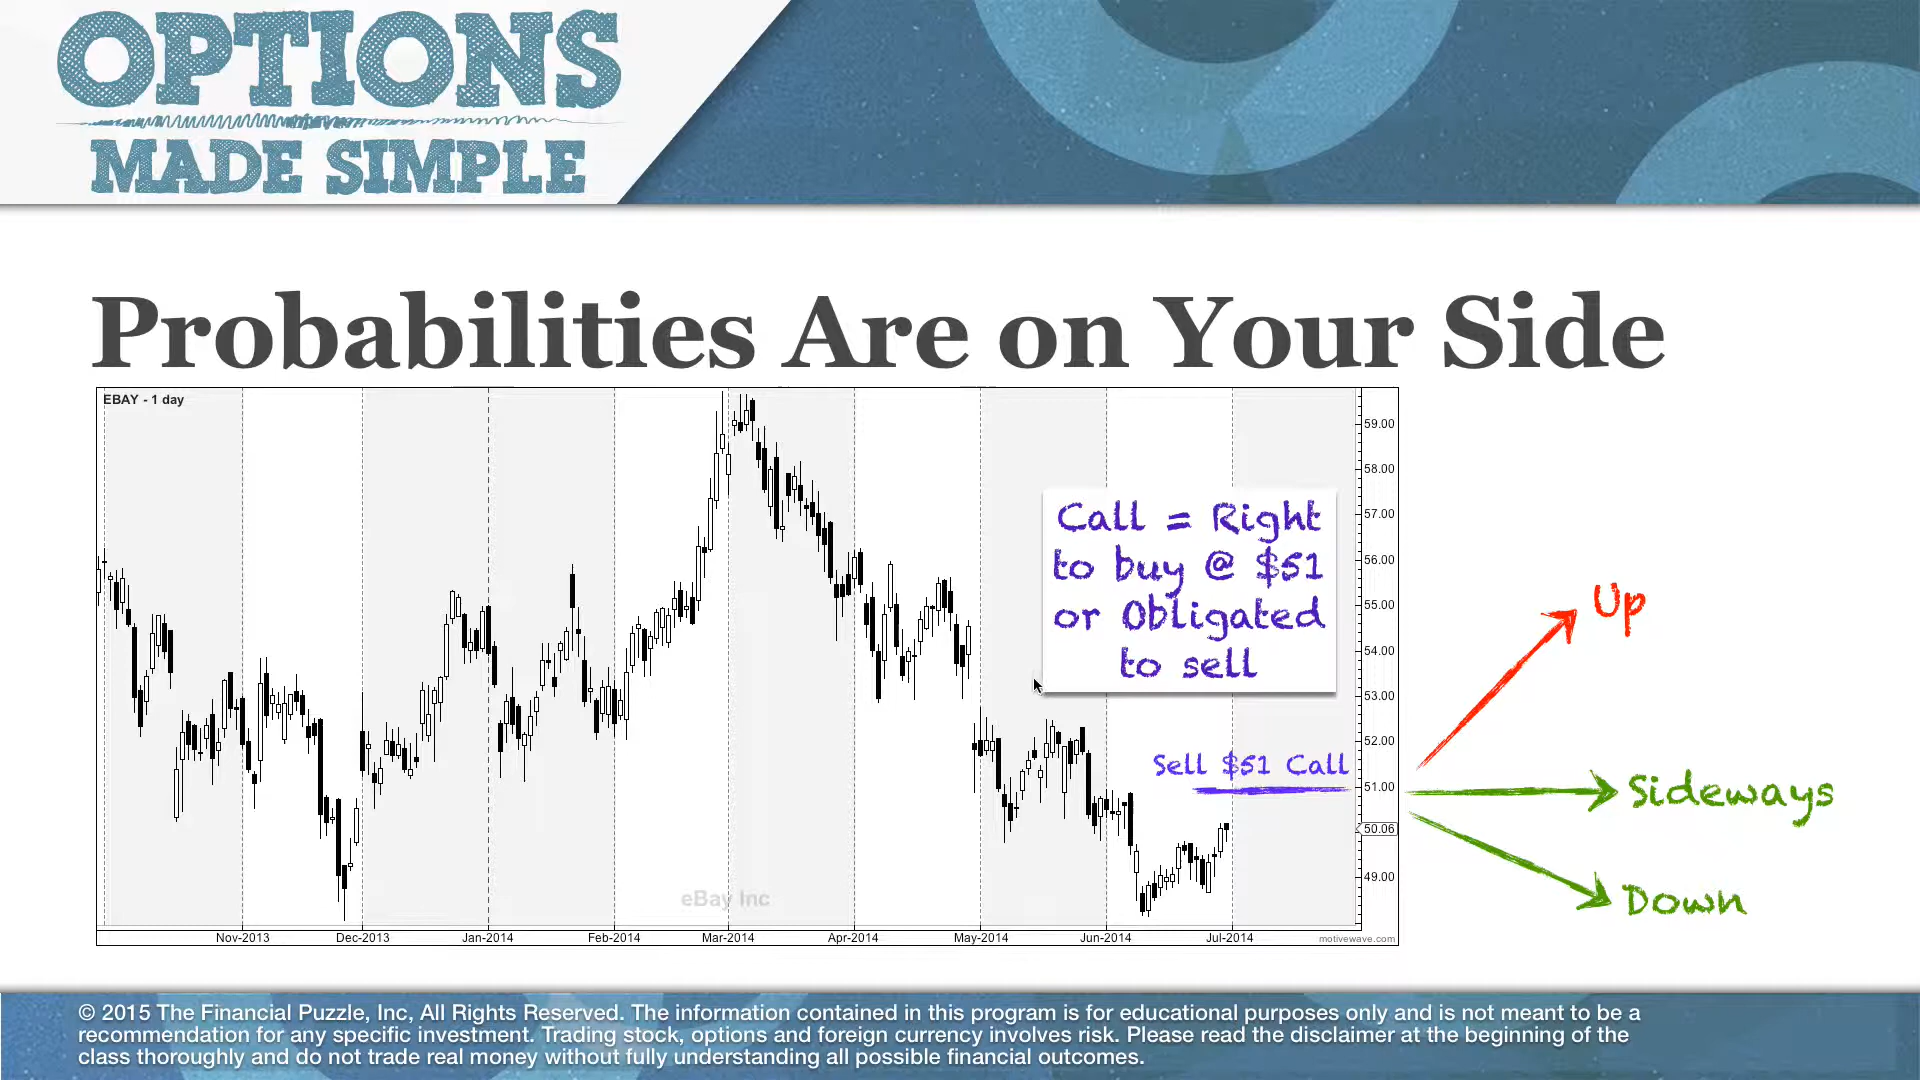 OPTIONS
MADE SIMPLE
Probabilities Are on Your Side
EBAY - 1 day
59.00
58.00
57.00
56.00
55.00
54.00
53.00
52.00
51.00
50.06
49.00
Call = Right
to buy @ $51
or Obligated
to sell
Sell $51 Call
Up
Sideways
Down
eBay Inc
Nov-2013
Dec-2013
Jan-2014
Feb-2014
Mar-2014
Apr-2014
May-2014
Jun-2014
Jul-2014
motivewave.com
© 2015 The Financial Puzzle, Inc, All Rights Reserved. The information contained in this program is for educational purposes only and is not meant to be a
recommendation for any specific investment. Trading stock, options and foreign currency involves risk. Please read the disclaimer at the beginning of the
class thoroughly and do not trade real money without fully understanding all possible financial outcomes.